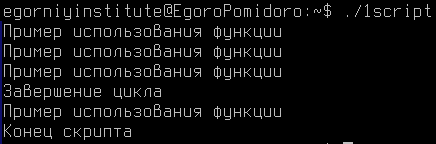 egorniyinstitute@EgoroPomidoro:~$ ./1script
Пример использования функции
Пример использования функции
Пример использования функции
Завершение цикла
Пример использования функции
Конец скрипта